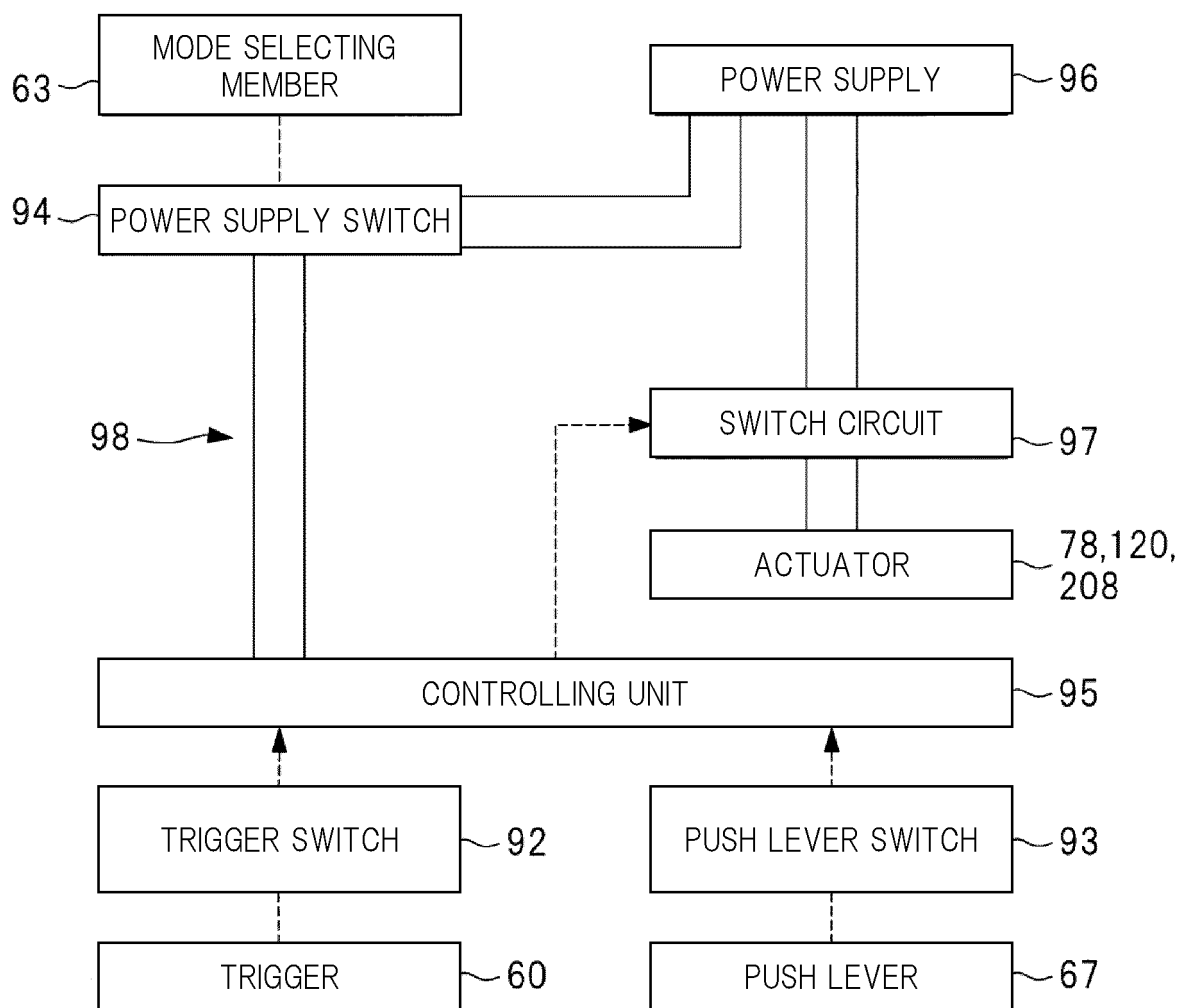 MODE SELECTING
MEMBER
63
POWER SUPPLY
96
94
POWER SUPPLY SWITCH
98
SWITCH CIRCUIT
97
ACTUATOR
78,120,
208
CONTROLLING UNIT
95
TRIGGER SWITCH
92
PUSH LEVER SWITCH
93
TRIGGER
60
PUSH LEVER
67